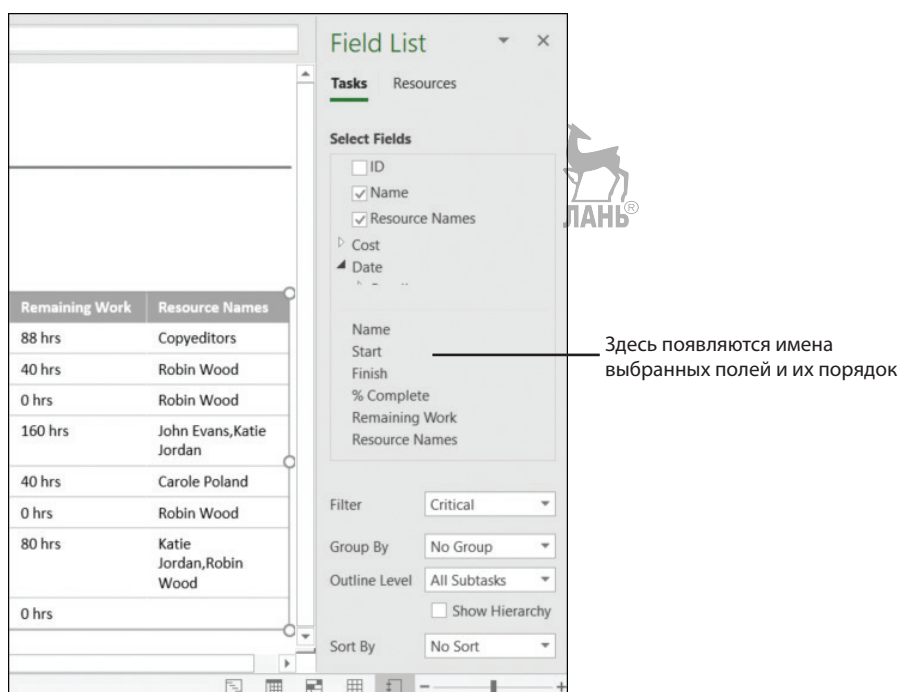 Field List
Tasks Resources
Select Fields
ID
Name
Resource Names
Cost
Date
ЛАНЬ®
Name
Start
Finish
% Complete
Remaining Work
Resource Names
Здесь появляются имена
выбранных полей и их порядок
Remaining Work Resource Names
88 hrs Copyeditors
40 hrs Robin Wood
0 hrs Robin Wood
160 hrs John Evans,Katie
Jordan
40 hrs Carole Poland
0 hrs Robin Wood
80 hrs Katie
Jordan,Robin
Wood
0 hrs
Filter Critical
Group By No Group
Outline Level All Subtasks
Show Hierarchy
Sort By No Sort